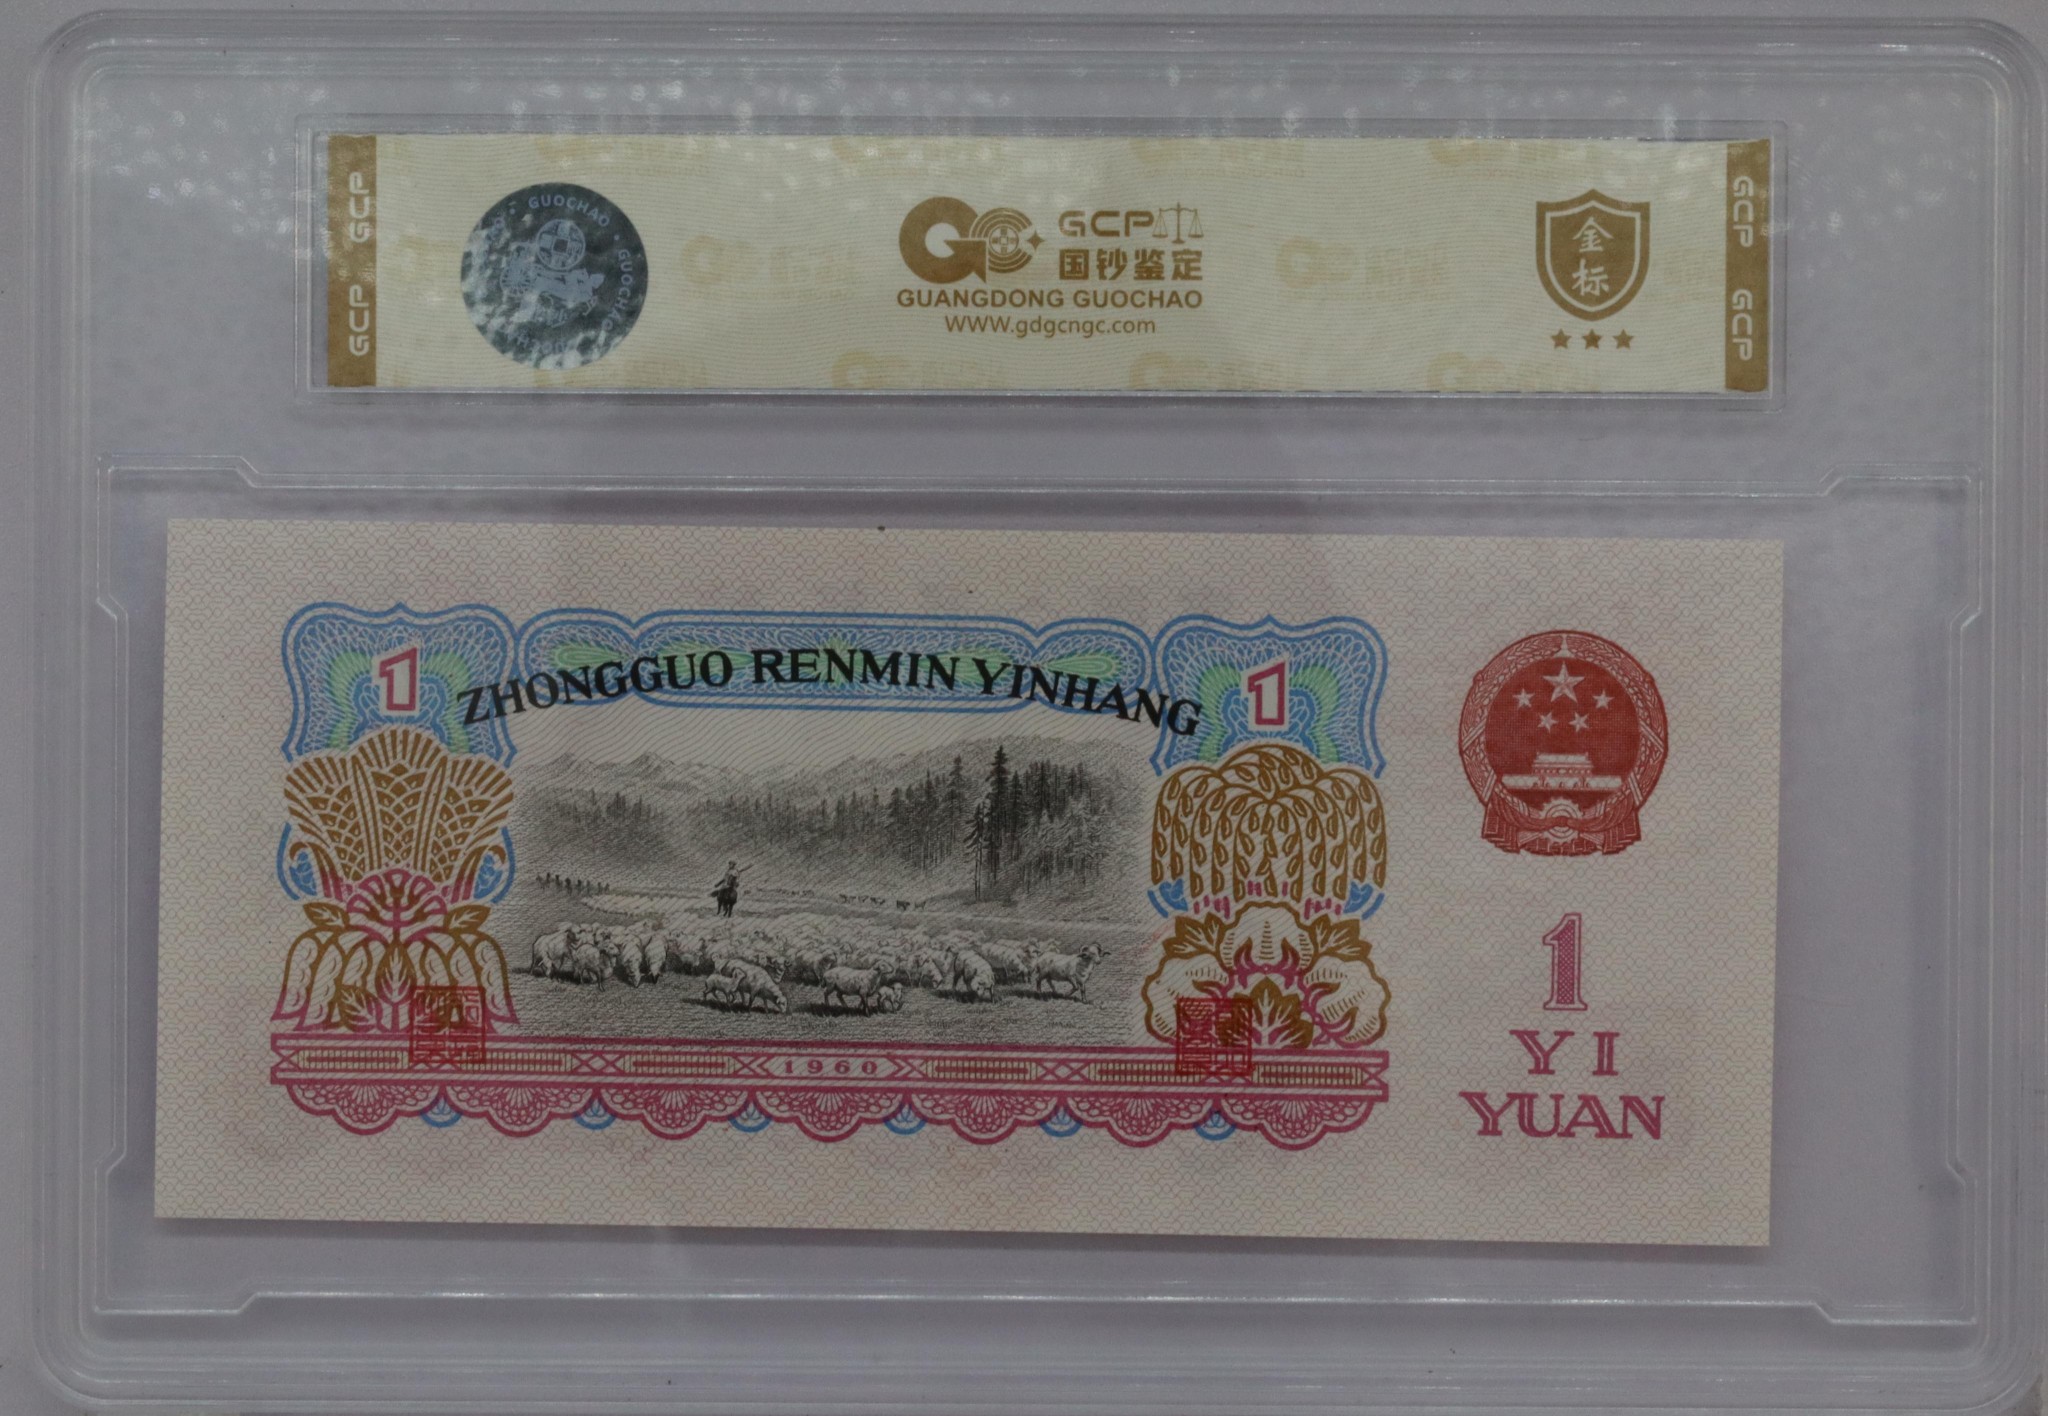 GCP GCP
GUOCHAO GUOCHAO
GCP
国钞鉴定
GUANGDONG GUOCHAO
WWW.gdgcngc.com
金标
GCP GCP
ZHONGGUO RENMIN YINHANG
1
1
1960
1
YI
YUAN